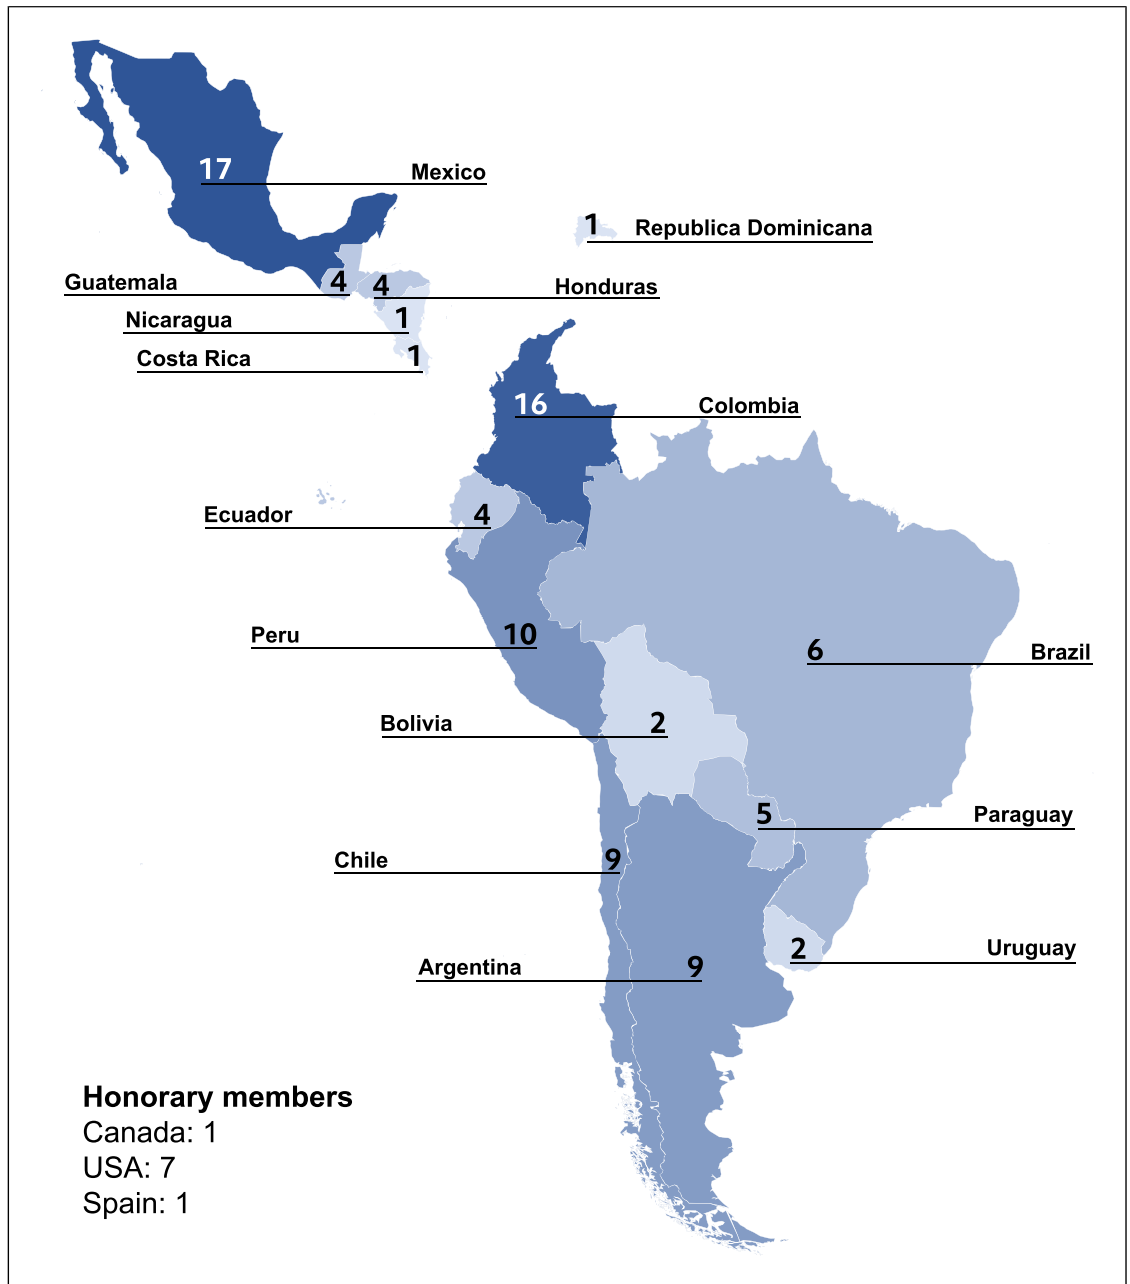 17 Mexico
1 Republica Dominicana
Guatemala 4
4 Honduras
Nicaragua 1
Costa Rica 1
16 Colombia
Ecuador 4
Peru 10
6 Brazil
Bolivia 2
5 Paraguay
Chile 9
2 Uruguay
Argentina 9
Honorary members
Canada: 1
USA: 7
Spain: 1